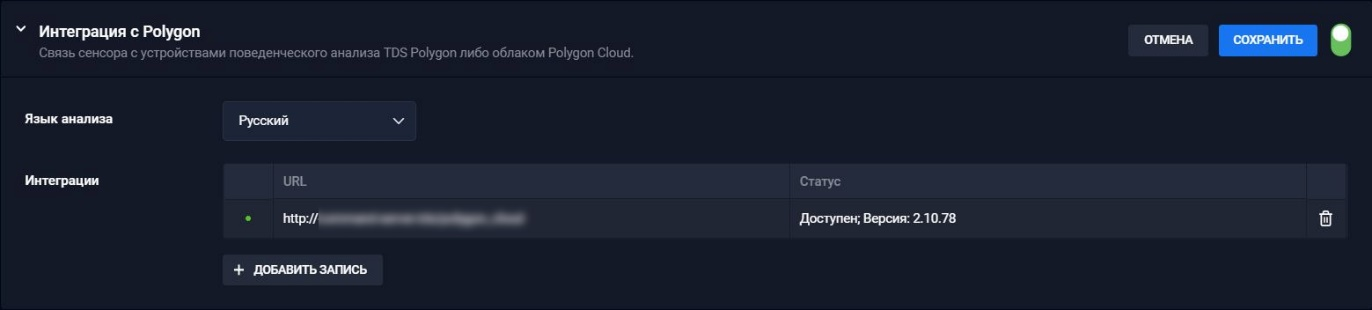 Интеграция с Polygon
Связь сенсора с устройствами поведенческого анализа TDS Polygon либо облаком Polygon Cloud.
ОТМЕНА
СОХРАНИТЬ
Язык анализа
Русский
Интеграции
URL
Статус
http://
Доступен; Версия: 2.10.78
+ ДОБАВИТЬ ЗАПИСЬ